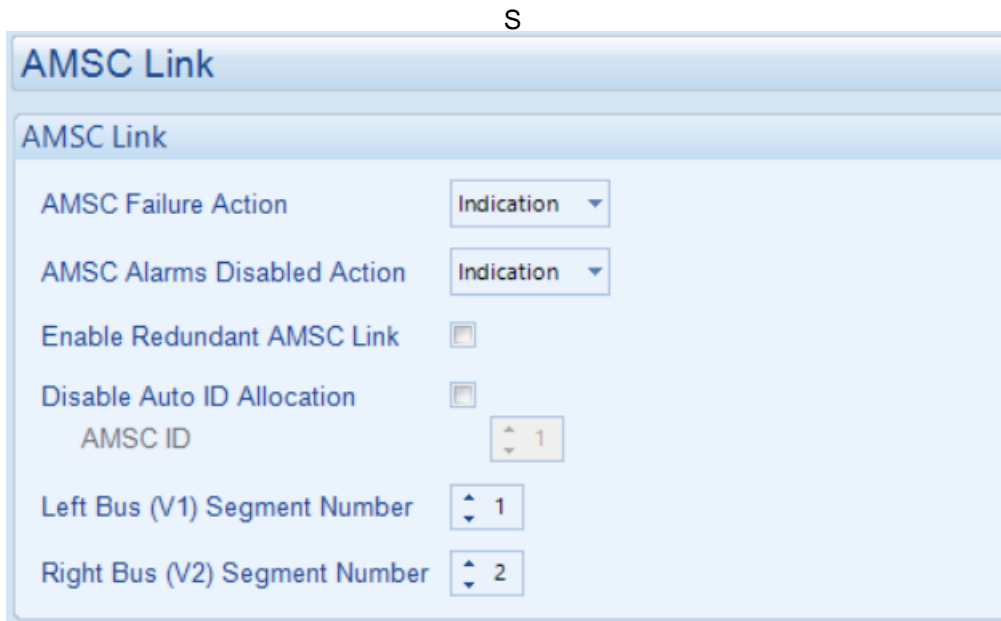 S
AMSC Link
AMSC Link
AMSC Failure Action Indication
AMSC Alarms Disabled Action Indication
Enable Redundant AMSC Link
Disable Auto ID Allocation
AMSC ID 1
Left Bus (V1) Segment Number 1
Right Bus (V2) Segment Number 2